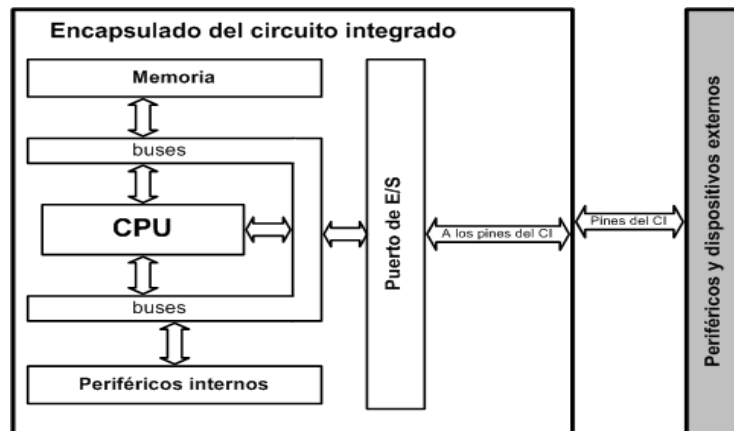 Encapsulado del circuito integrado
Memoria
buses
CPU
buses
Periféricos internos
Puerto de E/S
A los pines del CI
Pines del CI
Periféricos y dispositivos externos